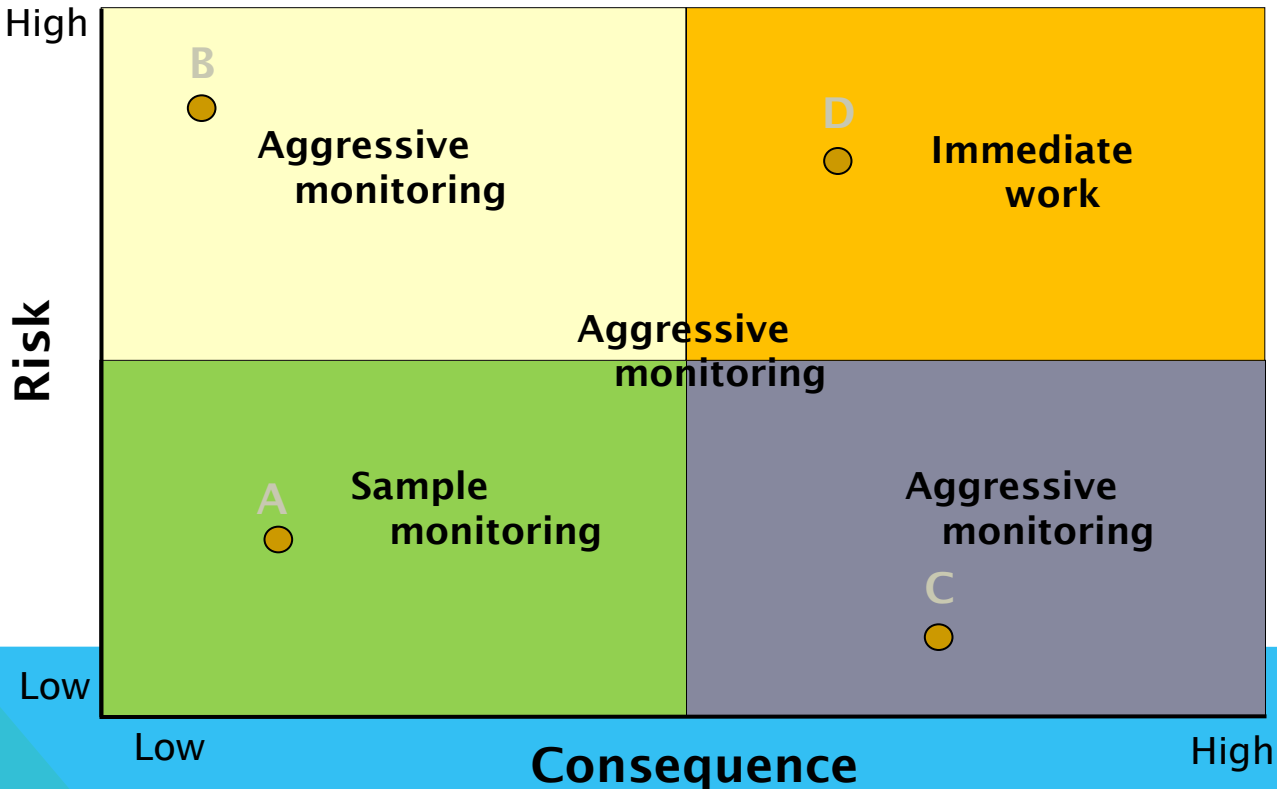 High
B
D
Aggressive
monitoring
Immediate
work
Risk
Aggressive
monitoring
A
Sample
monitoring
Aggressive
monitoring
C
Low
Low
Consequence
High